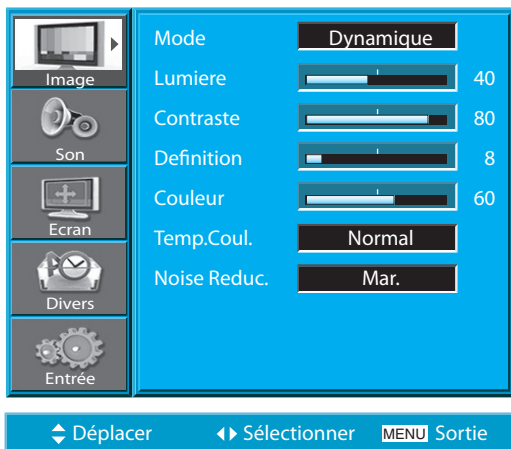 Image
Son
Ecran
Divers
Entrée
Mode Dynamique
Lumiere 40
Contraste 80
Definition 8
Couleur 60
Temp.Coul. Normal
Noise Reduc. Mar.
Déplacer Sélectionner MENU Sortie